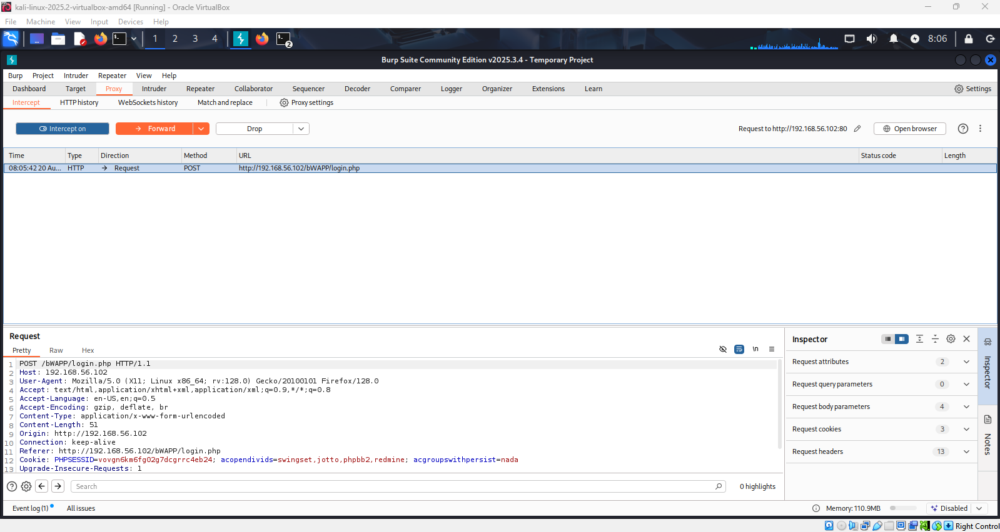 kali-linux-2025.2-virtualbox-amd64 [Running] - Oracle VirtualBox
File Machine View Input Devices Help
1 2 3 4 2 8:06
Burp Suite Community Edition v2025.3.4 - Temporary Project
Burp Project Intruder Repeater View Help
Dashboard Target Proxy Intruder Repeater Collaborator Sequencer Decoder Comparer Logger Organizer Extensions Learn Settings
Intercept HTTP history WebSockets history Match and replace Proxy settings
Intercept on Forward Drop Request to http://192.168.56.102:80 Open browser
Time Type Direction Method URL Status code Length
08:05:42 20 Au... HTTP Request POST http://192.168.56.102/bWAPP/login.php
Request
Pretty Raw Hex \n
1 POST /bWAPP/login.php HTTP/1.1
2 Host: 192.168.56.102
3 User-Agent: Mozilla/5.0 (X11; Linux x86_64; rv:128.0) Gecko/20100101 Firefox/128.0
4 Accept: text/html,application/xhtml+xml,application/xml;q=0.9,*/*;q=0.8
5 Accept-Language: en-US,en;q=0.5
6 Accept-Encoding: gzip, deflate, br
7 Content-Type: application/x-www-form-urlencoded
8 Content-Length: 51
9 Origin: http://192.168.56.102
10 Connection: keep-alive
11 Referer: http://192.168.56.102/bWAPP/login.php
12 Cookie: PHPSESSID=vovgn6km6fg02g7dcgrrc4eb24; acopendivids=swingset,jotto,phpbb2,redmine; acgroupswithpersist=nada
13 Upgrade-Insecure-Requests: 1
Search 0 highlights
Inspector
Request attributes 2
Request query parameters 0
Request body parameters 4
Request cookies 3
Request headers 13
Inspector
Notes
Event log (1) All issues Memory: 110.9MB Disabled
Right Control